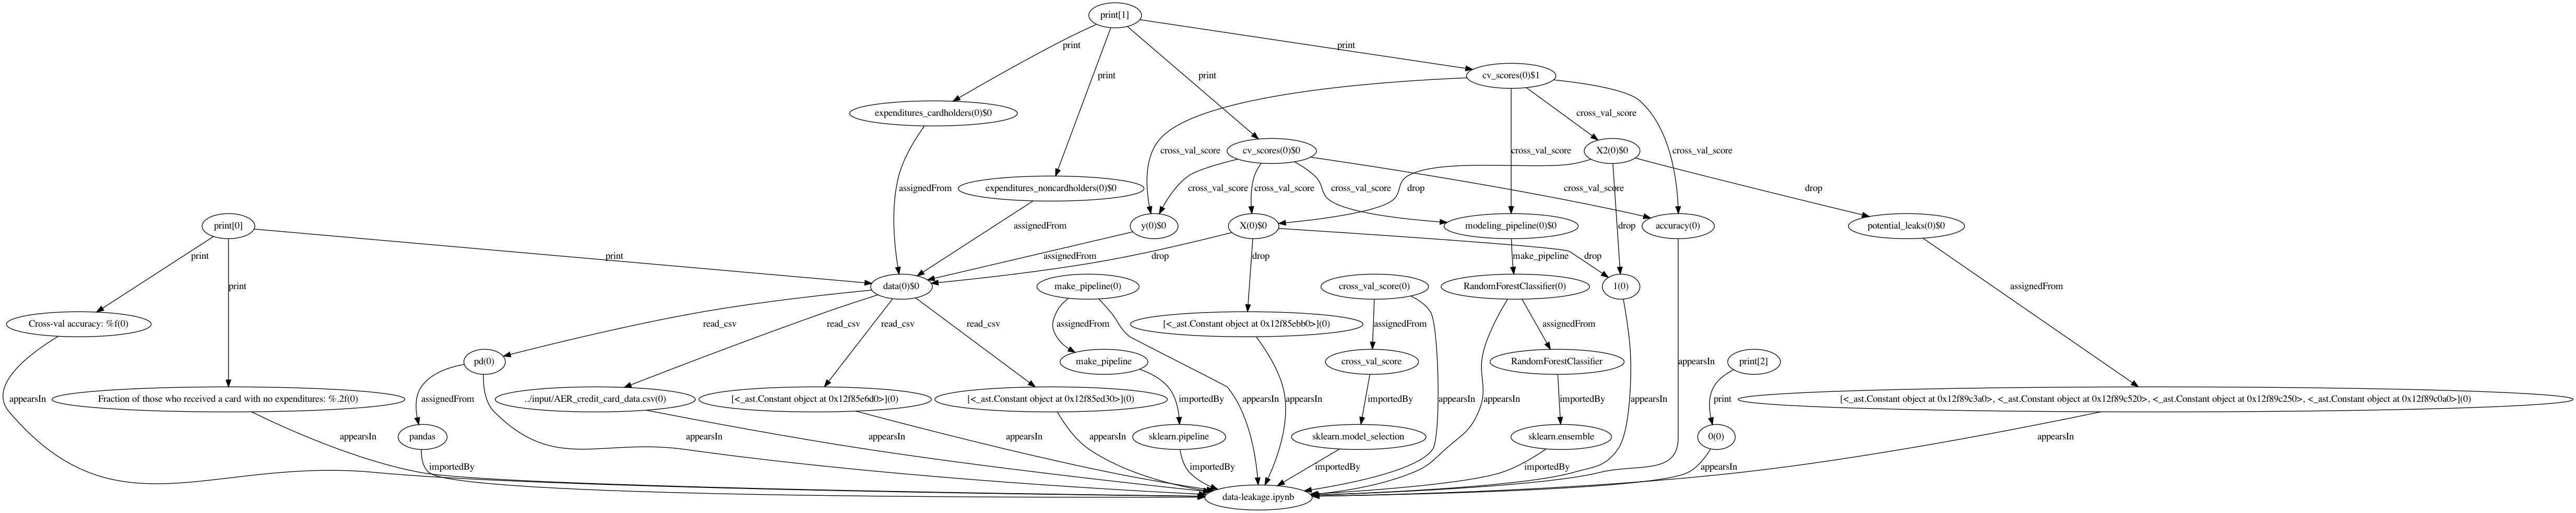 print[1]
print
print
print
print
cv_scores(0)$1
expenditures_cardholders(0)$0
cross_val_score
cross_val_score
cross_val_score
cross_val_score
cv_scores(0)$0
X2(0)$0
assignedFrom
expenditures_noncardholders(0)$0
cross_val_score
cross_val_score
cross_val_score
drop
cross_val_score
drop
print[0]
assignedFrom
y(0)$0
X(0)$0
modeling_pipeline(0)$0
accuracy(0)
drop
potential_leaks(0)$0
print
print
print
assignedFrom
drop
drop
make_pipeline
drop
assignedFrom
data(0)$0
make_pipeline(0)
cross_val_score(0)
RandomForestClassifier(0)
1(0)
Cross-val accuracy: %f(0)
read_csv
read_csv
read_csv
read_csv
assignedFrom
[<_ast.Constant object at 0x12f85ebb0>](0)
assignedFrom
assignedFrom
pd(0)
make_pipeline
cross_val_score
RandomForestClassifier
appearsIn
print[2]
appearsIn
Fraction of those who received a card with no expenditures: %.2f(0)
assignedFrom
../input/AER_credit_card_data.csv(0)
[<_ast.Constant object at 0x12f85e6d0>](0)
[<_ast.Constant object at 0x12f85ed30>](0)
appearsIn
appearsIn
importedBy
importedBy
appearsIn
appearsIn
importedBy
appearsIn
print
[<_ast.Constant object at 0x12f89c3a0>, <_ast.Constant object at 0x12f89c520>, <_ast.Constant object at 0x12f89c250>, <_ast.Constant object at 0x12f89c0a0>](0)
appearsIn
pandas
appearsIn
appearsIn
appearsIn
appearsIn
sklearn.pipeline
sklearn.model_selection
sklearn.ensemble
0(0)
appearsIn
importedBy
importedBy
importedBy
importedBy
appearsIn
data-leakage.ipynb